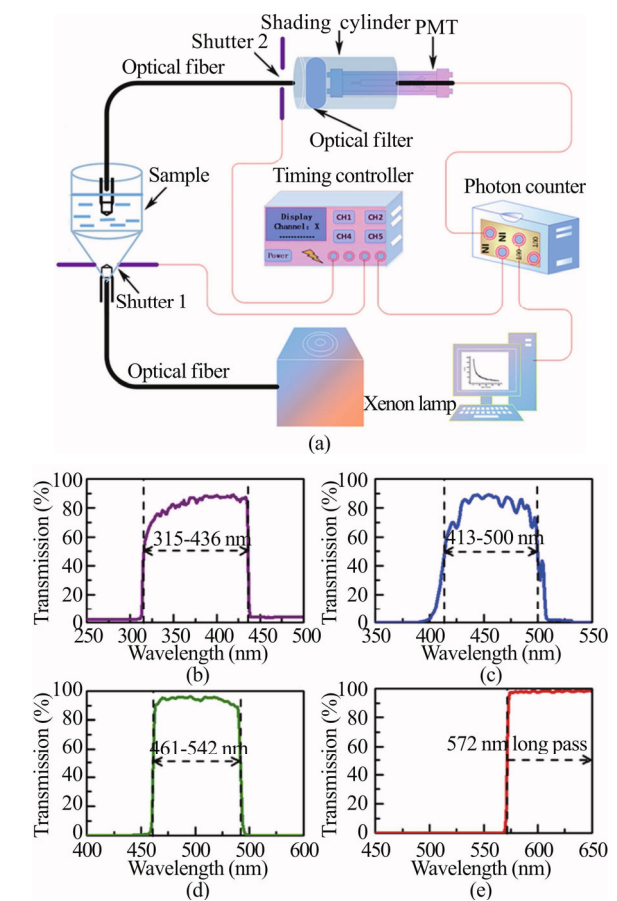 Shading cylinder
PMT
Shutter 2
Optical fiber
Optical filter
Sample
Timing controller
Photon counter
Display
Channel: X
------------
CH1
CH2
CH4
CH5
Power
IN
IN
OUT
OUT
Shutter 1
Optical fiber
Xenon lamp
(a)
Transmission (%)
100
80
60
40
20
0
315-436 nm
250 300 350 400 450 500
Wavelength (nm)
(b)
Transmission (%)
100
80
60
40
20
0
413-500 nm
350 400 450 500 550
Wavelength (nm)
(c)
Transmission (%)
100
80
60
40
20
0
461-542 nm
400 450 500 550 600
Wavelength (nm)
(d)
Transmission (%)
100
80
60
40
20
0
572 nm long pass
450 500 550 600 650
Wavelength (nm)
(e)